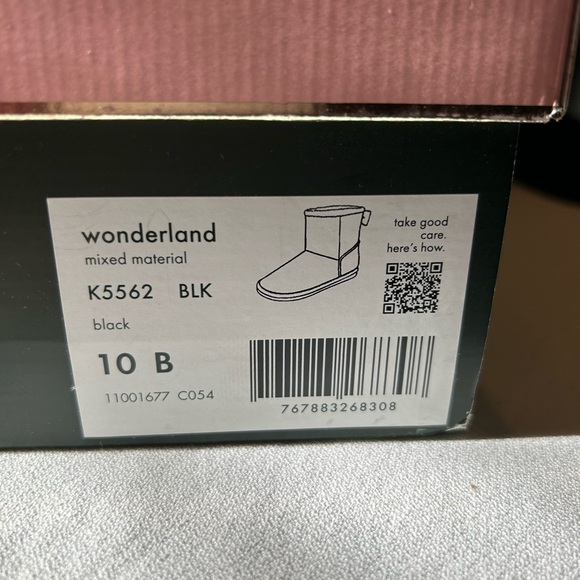 wonderland
mixed material
K5562 BLK
black
10 B
11001677 C054
take good
care.
here's how.
767883268308